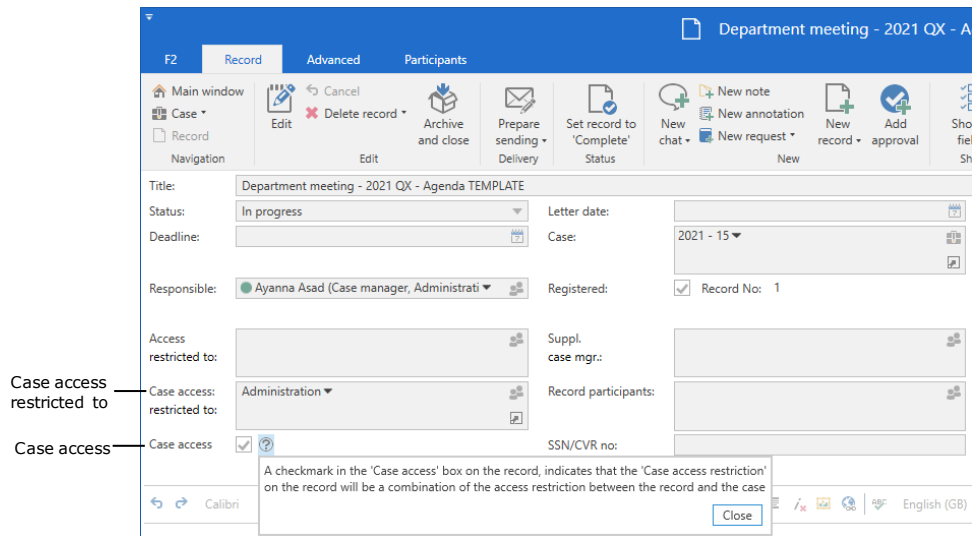 Department meeting - 2021 QX - A
F2 Record Advanced Participants
Main window
Case
Record
Navigation
Edit
Cancel
Delete record
Archive
and close
Edit
Prepare
sending
Delivery
Set record to
'Complete'
Status
New
chat
New note
New annotation
New request
New
record
Add
approval
New
Sho
fiel
Sh
Title: Department meeting - 2021 QX - Agenda TEMPLATE
Status: In progress Letter date:
Deadline: Case: 2021 - 15
Responsible: Ayanna Asad (Case manager, Administrati Registered: Record No: 1
Access
restricted to:
Suppl.
case mgr.:
Case access
restricted to
Case access:
restricted to:
Administration
Record participants:
Case access
Case access ? SSN/CVR no:
A checkmark in the 'Case access' box on the record, indicates that the 'Case access restriction'
on the record will be a combination of the access restriction between the record and the case
Close
Calibri ABC English (GB)